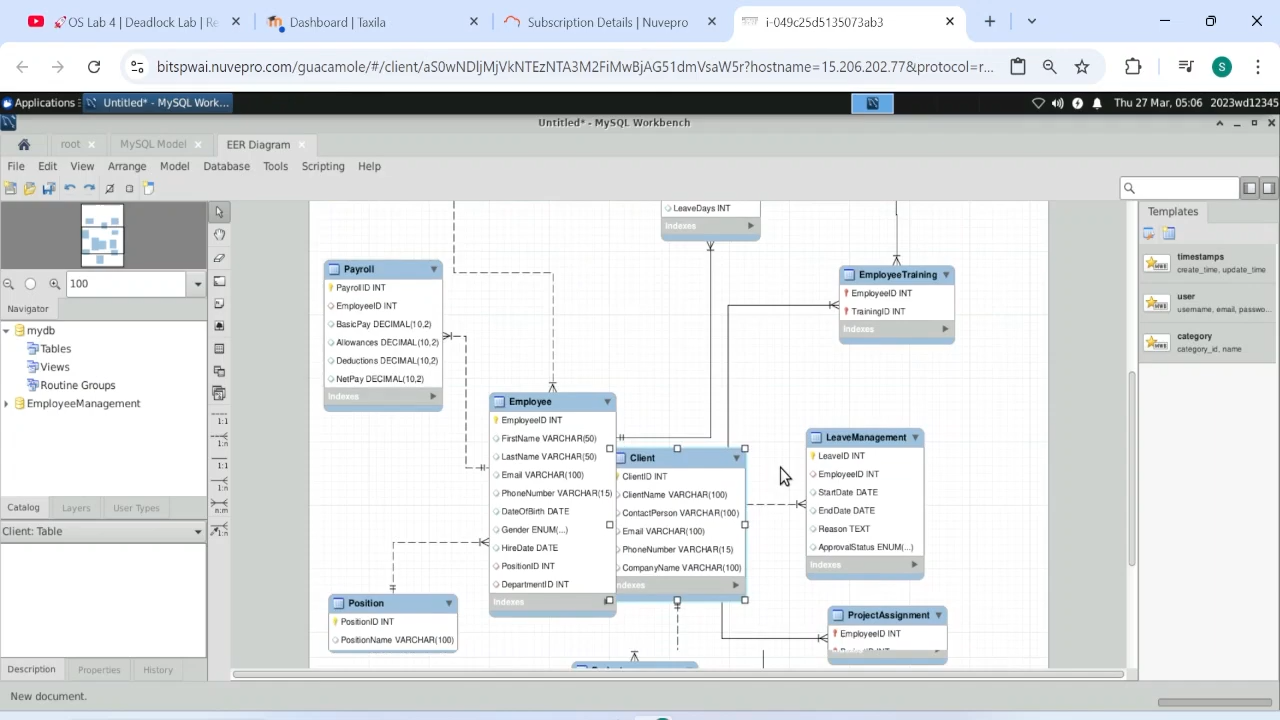 OS Lab 4 | Deadlock Lab | Re
Dashboard | Taxila
Subscription Details | Nuvepro
i-049c25d5135073ab3
bitspwai.nuvepro.com/guacamole/#/client/aS0wNDljMjVkNTEzNTA3M2FiMwBjAG51dmVsaW5r?hostname=15.206.202.77&protocol=r...
S
Applications
Untitled* - MySQL Work...
Thu 27 Mar, 05:06 2023wd12345
Untitled* - MySQL Workbench
root
MySQL Model
EER Diagram
File Edit View Arrange Model Database Tools Scripting Help
100
Navigator
mydb
Tables
Views
Routine Groups
EmployeeManagement
Catalog Layers User Types
Client: Table
Description Properties History
New document.
1:1
1:n
1:1
1:n
n:m
1:n
LeaveDays INT
Indexes
Payroll
PayrollID INT
EmployeeID INT
BasicPay DECIMAL(10,2)
Allowances DECIMAL(10,2)
Deductions DECIMAL(10,2)
NetPay DECIMAL(10,2)
Indexes
EmployeeTraining
EmployeeID INT
TrainingID INT
Indexes
Employee
EmployeeID INT
FirstName VARCHAR(50)
LastName VARCHAR(50)
Email VARCHAR(100)
PhoneNumber VARCHAR(15)
DateOfBirth DATE
Gender ENUM(...)
HireDate DATE
PositionID INT
DepartmentID INT
Indexes
Client
ClientID INT
ClientName VARCHAR(100)
ContactPerson VARCHAR(100)
Email VARCHAR(100)
PhoneNumber VARCHAR(15)
CompanyName VARCHAR(100)
ndexes
LeaveManagement
LeaveID INT
EmployeeID INT
StartDate DATE
EndDate DATE
Reason TEXT
ApprovalStatus ENUM(...)
Indexes
Position
PositionID INT
PositionName VARCHAR(100)
ProjectAssignment
EmployeeID INT
Templates
timestamps
create_time, update_time
user
username, email, passwo...
category
category_id, name